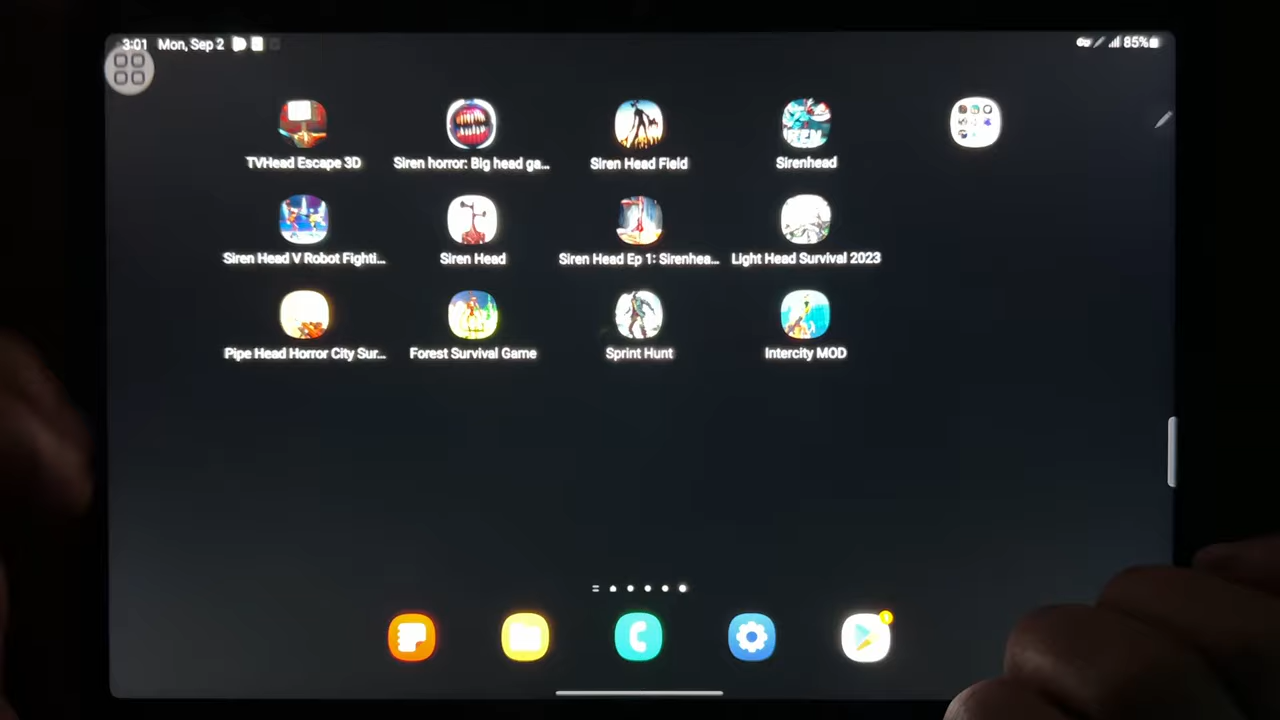 3:01 Mon, Sep 2 85%
TVHead Escape 3D Siren horror: Big head ga... Siren Head Field Sirenhead
Siren Head V Robot Fighti... Siren Head Siren Head Ep 1: Sirenhea... Light Head Survival 2023
Pipe Head Horror City Sur... Forest Survival Game Sprint Hunt Intercity MOD